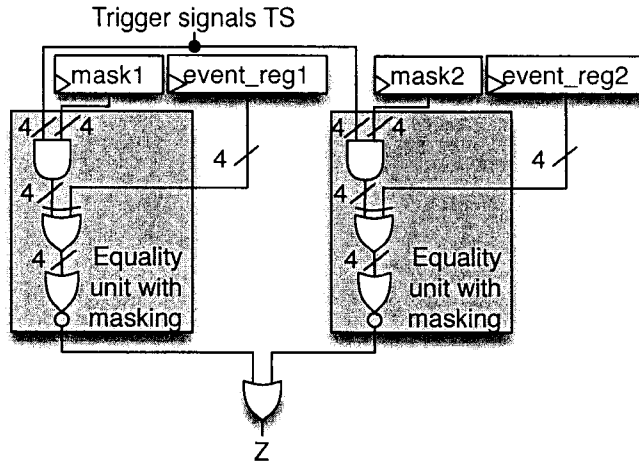 Trigger signals TS
mask1
event_reg1
mask2
event_reg2
4
4
4
4
4
4
4
4
4
4
Equality
unit with
masking
Equality
unit with
masking
Z